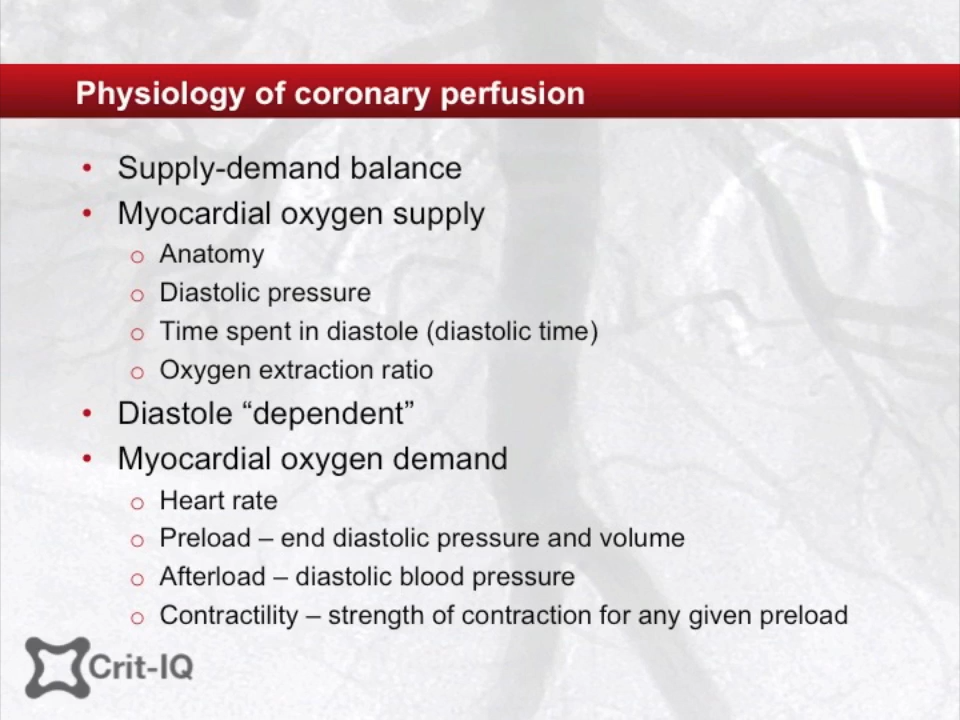 Physiology of coronary perfusion
• Supply-demand balance
• Myocardial oxygen supply
o Anatomy
o Diastolic pressure
o Time spent in diastole (diastolic time)
o Oxygen extraction ratio
• Diastole “dependent”
• Myocardial oxygen demand
o Heart rate
o Preload – end diastolic pressure and volume
o Afterload – diastolic blood pressure
o Contractility – strength of contraction for any given preload
Crit-IQ